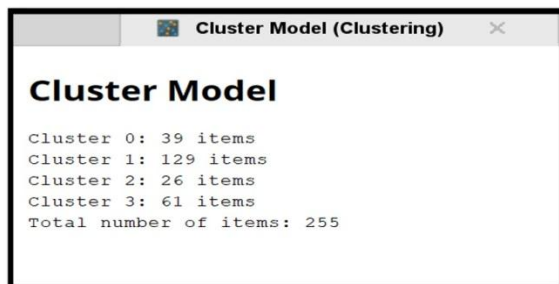 Cluster Model (Clustering)
Cluster Model
Cluster 0: 39 items
Cluster 1: 129 items
Cluster 2: 26 items
Cluster 3: 61 items
Total number of items: 255